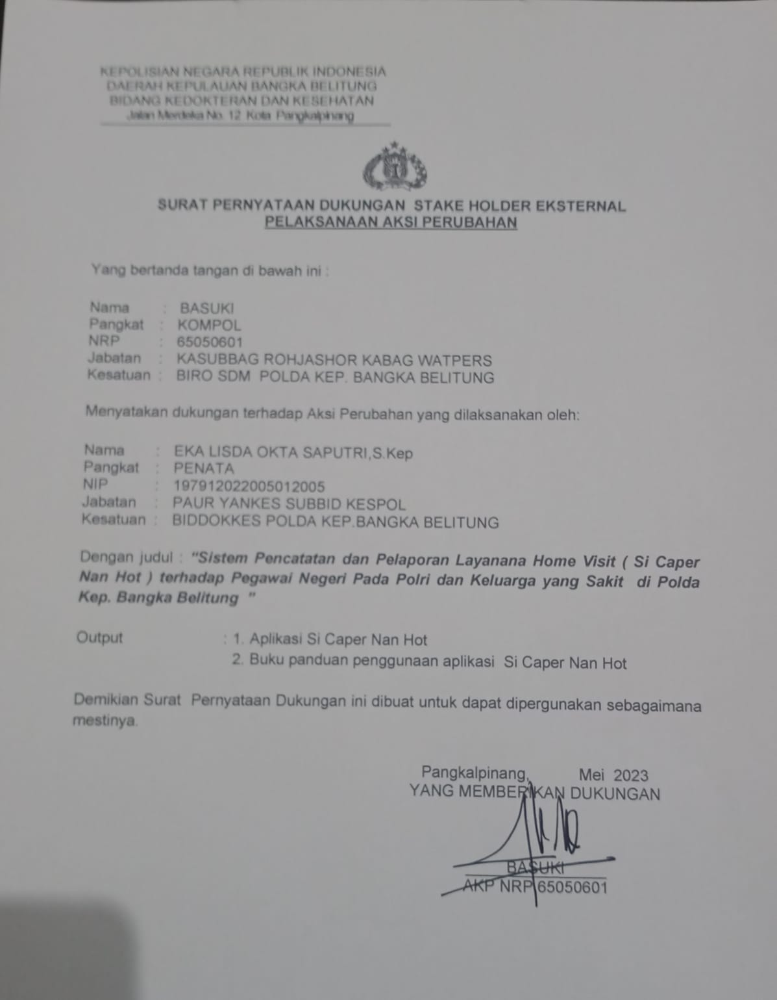 KEPOLISIAN NEGARA REPUBLIK INDONESIA
DAERAH KEPULAUAN BANGKA BELITUNG
BIDANG KEDOKTERAN DAN KESEHATAN
Jalan Merdeka No. 12 Kota Pangkalpinang
SURAT PERNYATAAN DUKUNGAN STAKE HOLDER EKSTERNAL
PELAKSANAAN AKSI PERUBAHAN
Yang bertanda tangan di bawah ini :
Nama : BASUKI
Pangkat : KOMPOL
NRP : 65050601
Jabatan : KASUBBAG ROHJASHOR KABAG WATPERS
Kesatuan : BIRO SDM POLDA KEP. BANGKA BELITUNG
Menyatakan dukungan terhadap Aksi Perubahan yang dilaksanakan oleh:
Nama : EKA LISDA OKTA SAPUTRI,S.Kep
Pangkat : PENATA
NIP : 197912022005012005
Jabatan : PAUR YANKES SUBBID KESPOL
Kesatuan : BIDDOKKES POLDA KEP.BANGKA BELITUNG
Dengan judul : "Sistem Pencatatan dan Pelaporan Layanana Home Visit ( Si Caper
Nan Hot ) terhadap Pegawai Negeri Pada Polri dan Keluarga yang Sakit di Polda
Kep. Bangka Belitung "
Output : 1. Aplikasi Si Caper Nan Hot
2. Buku panduan penggunaan aplikasi Si Caper Nan Hot
Demikian Surat Pernyataan Dukungan ini dibuat untuk dapat dipergunakan sebagaimana
mestinya.
Pangkalpinang, Mei 2023
YANG MEMBERIKAN DUKUNGAN
BASUKI
AKP NRP 65050601